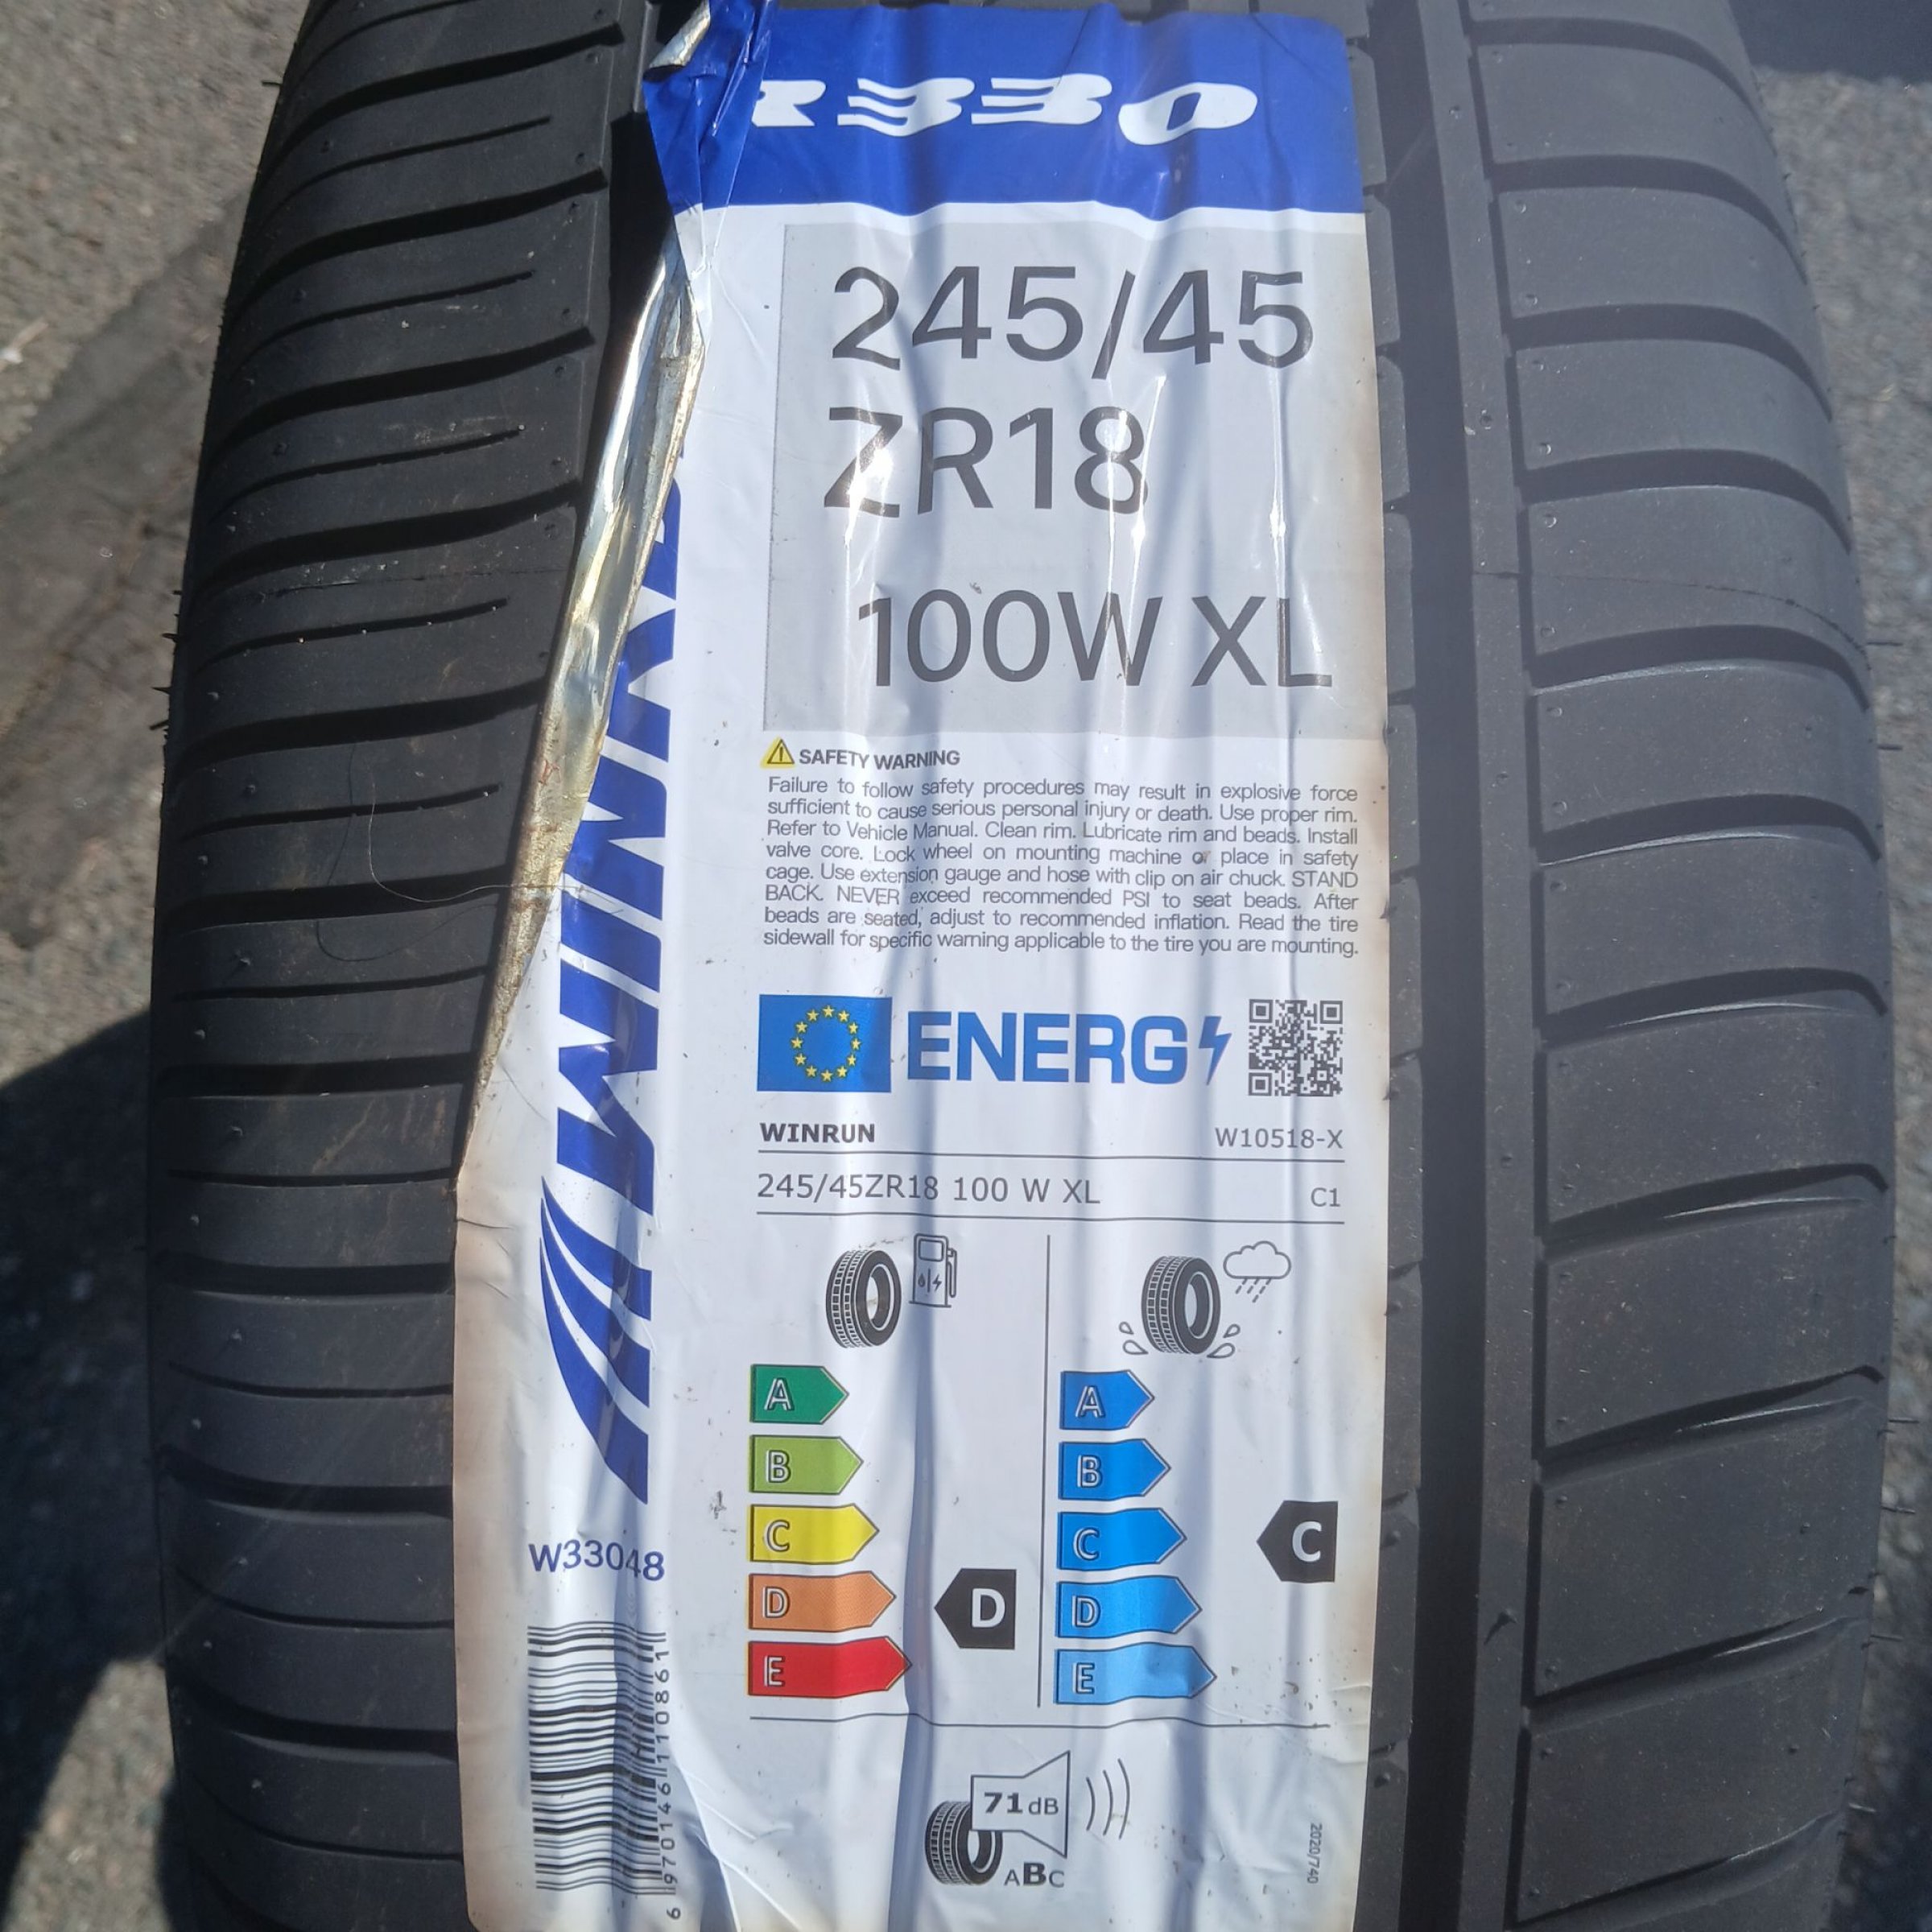 R330
245/45
ZR18
100W XL
SAFETY WARNING
Failure to follow safety procedures may result in explosive force
sufficient to cause serious personal injury or death. Use proper rim.
Refer to Vehicle Manual. Clean rim. Lubricate rim and beads. Install
valve core. Lock wheel on mounting machine or place in safety
cage. Use extension gauge and hose with clip on air chuck. STAND
BACK. NEVER exceed recommended PSI to seat beads. After
beads are seated, adjust to recommended inflation. Read the tire
sidewall for specific warning applicable to the tire you are mounting.
ENERG
WINRUN W10518-X
245/45ZR18 100 W XL C1
A A
B B
C C C
D D D
E E
71 dB
ABC
2020/740
W33048
6 970146 110861